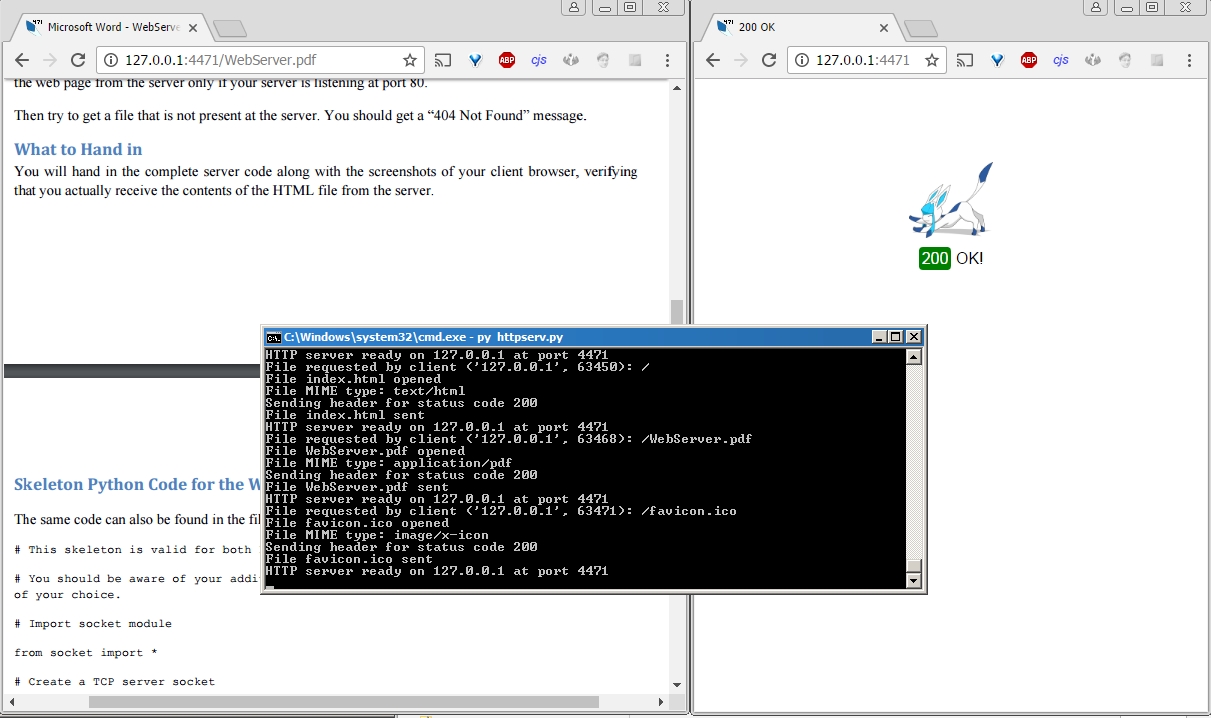 Microsoft Word - WebServe
127.0.0.1:4471/WebServer.pdf
ABP
cjs
the web page from the server only if your server is listening at port 80.
Then try to get a file that is not present at the server. You should get a “404 Not Found” message.
What to Hand in
You will hand in the complete server code along with the screenshots of your client browser, verifying
that you actually receive the contents of the HTML file from the server.
Skeleton Python Code for the W
The same code can also be found in the fil
# This skeleton is valid for both
# You should be aware of your addi
of your choice.
# Import socket module
from socket import *
# Create a TCP server socket
200 OK
127.0.0.1:4471
ABP
cjs
200 OK!
C:\Windows\system32\cmd.exe - py httpserv.py
HTTP server ready on 127.0.0.1 at port 4471
File requested by client ('127.0.0.1', 63450): /
File index.html opened
File MIME type: text/html
Sending header for status code 200
File index.html sent
HTTP server ready on 127.0.0.1 at port 4471
File requested by client ('127.0.0.1', 63468): /WebServer.pdf
File WebServer.pdf opened
File MIME type: application/pdf
Sending header for status code 200
File WebServer.pdf sent
HTTP server ready on 127.0.0.1 at port 4471
File requested by client ('127.0.0.1', 63471): /favicon.ico
File favicon.ico opened
File MIME type: image/x-icon
Sending header for status code 200
File favicon.ico sent
HTTP server ready on 127.0.0.1 at port 4471